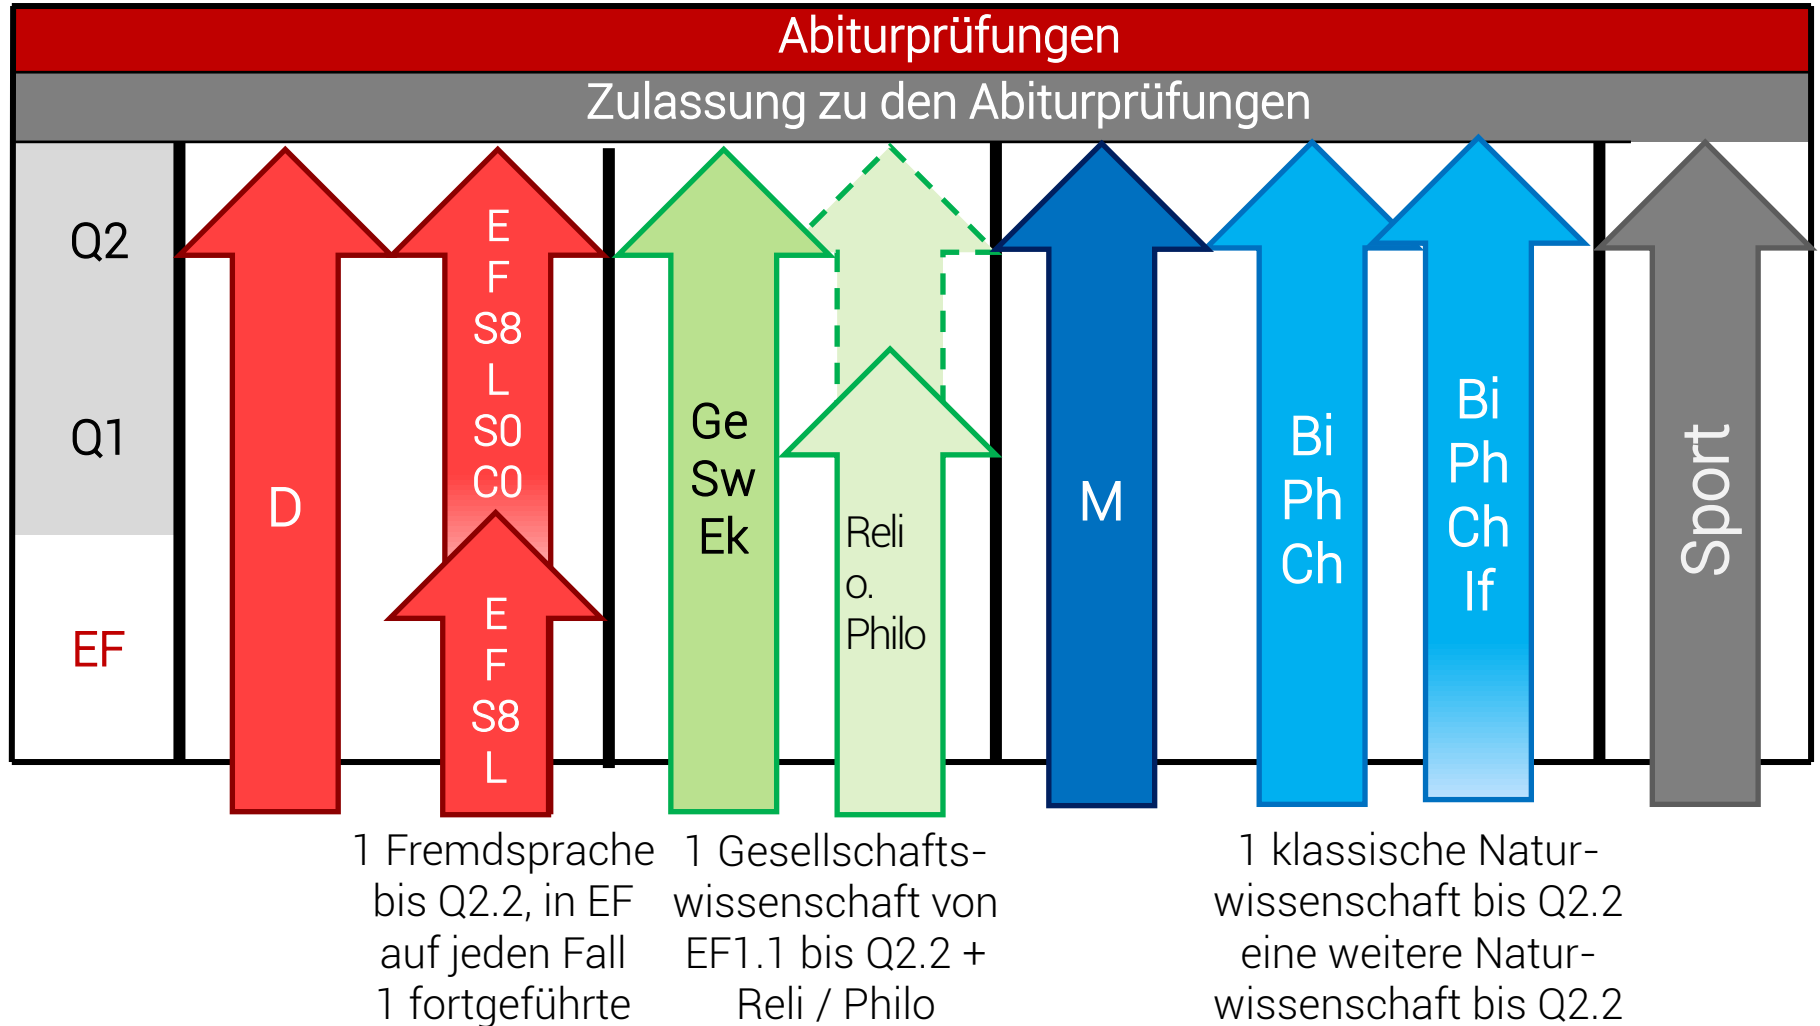 Abiturprüfungen
Zulassung zu den Abiturprüfungen
Q2
Q1
EF
D
E
F
S8
L
S0
C0
E
F
S8
L
Ge
Sw
Ek
Reli
o.
Philo
M
Bi
Ph
Ch
Bi
Ph
Ch
If
Sport
1 Fremdsprache
bis Q2.2, in EF
auf jeden Fall
1 fortgeführte
1 Gesellschafts-
wissenschaft von
EF1.1 bis Q2.2 +
Reli / Philo
1 klassische Natur-
wissenschaft bis Q2.2
eine weitere Natur-
wissenschaft bis Q2.2